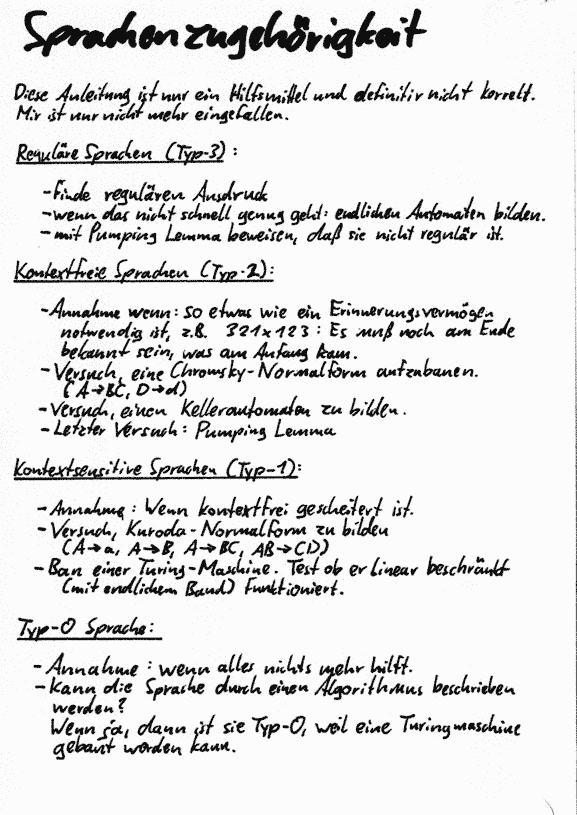 Sprachenzugehörigkeit
Diese Anleitung ist nur ein Hilfsmittel und definitiv nicht korrekt.
Mir ist nur nicht mehr eingefallen.
Reguläre Sprachen (Typ-3):
- Finde regulären Ausdruck
- wenn das nicht schnell genug geht: endlichen Automaten bilden.
- mit Pumping Lemma beweisen, daß sie nicht regulär ist.
Kontextfreie Sprachen (Typ-2):
- Annahme wenn: so etwas wie ein Erinnerungsvermögen
notwendig ist, z.B. 321x123: Es muß noch am Ende
bekannt sein, was am Anfang kam.
- Versuch, eine Chromsky-Normalform aufzubauen.
(A→BC, D→d)
- Versuch, einen Kellerautomaten zu bilden.
- Letzter Versuch: Pumping Lemma
Kontextsensitive Sprachen (Typ-1):
- Annahme: Wenn kontextfrei gescheitert ist.
- Versuch, Kuroda-Normalform zu bilden
(A→a, A→B, A→BC, AB→CD)
- Bau einer Turing-Maschine. Test ob er linear beschränkt
(mit endlichem Band) funktioniert.
Typ-0 Sprache:
- Annahme: wenn alles nichts mehr hilft.
- Kann die Sprache durch einen Algorithmus beschrieben
werden?
Wenn ja, dann ist sie Typ-0, weil eine Turingmaschine
gebaut werden kann.